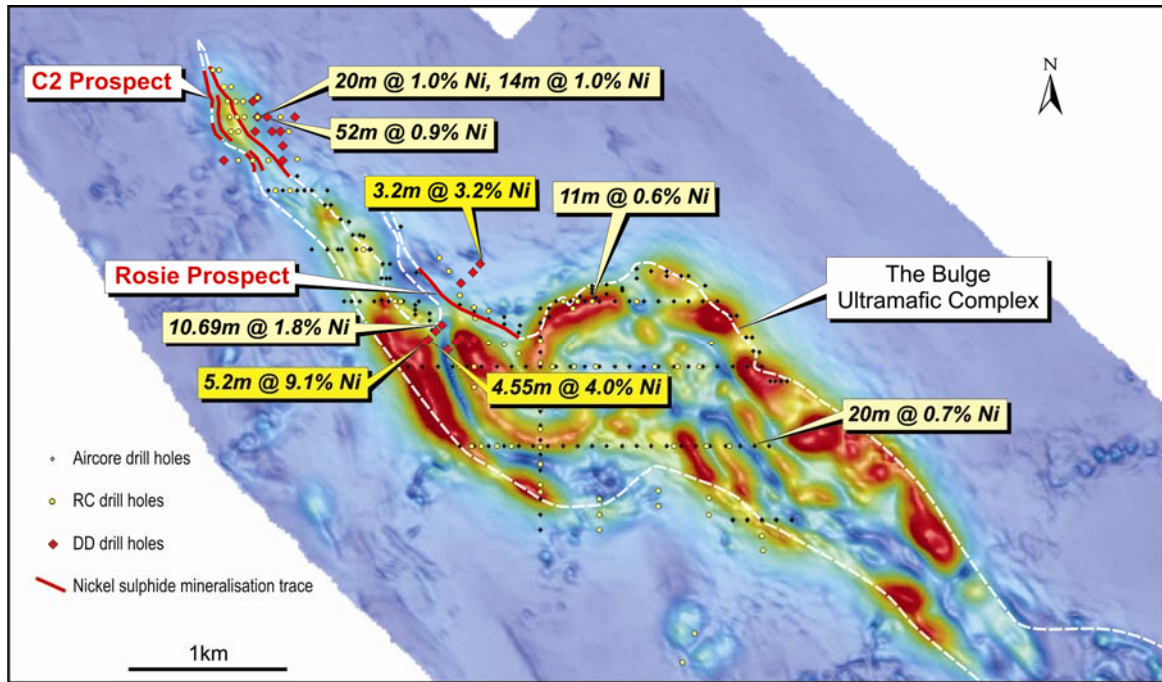 C2 Prospect
20m @ 1.0% Ni, 14m @ 1.0% Ni
N
52m @ 0.9% Ni
3.2m @ 3.2% Ni
11m @ 0.6% Ni
Rosie Prospect
The Bulge
Ultramafic Complex
10.69m @ 1.8% Ni
5.2m @ 9.1% Ni
4.55m @ 4.0% Ni
20m @ 0.7% Ni
Aircore drill holes
RC drill holes
DD drill holes
Nickel sulphide mineralisation trace
1km